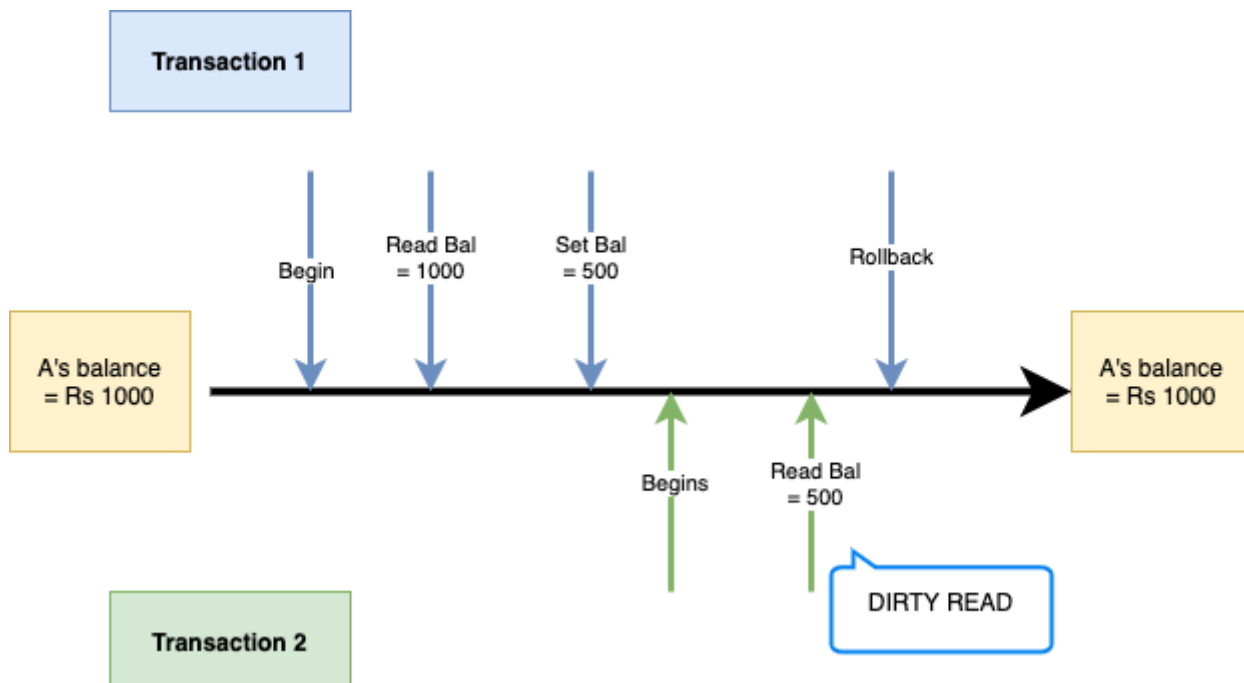 Transaction 1
Begin
Read Bal
= 1000
Set Bal
= 500
Rollback
A's balance
= Rs 1000
A's balance
= Rs 1000
Begins
Read Bal
= 500
DIRTY READ
Transaction 2